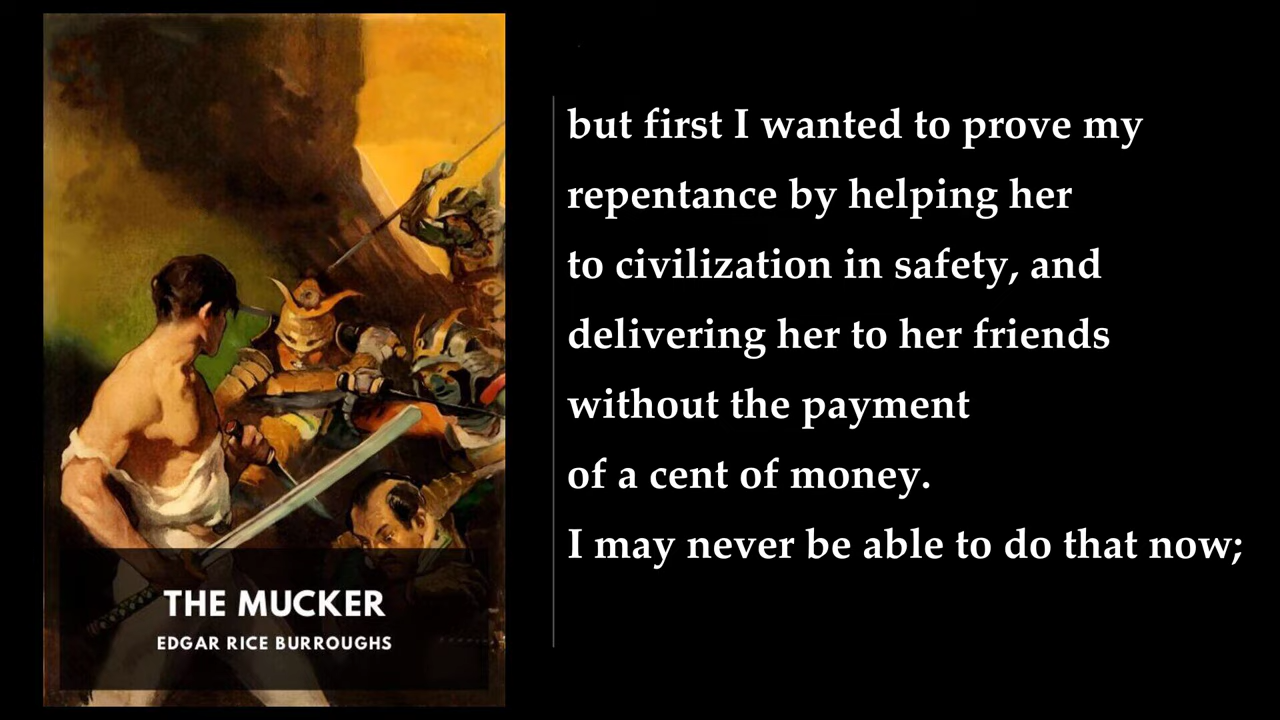 but first I wanted to prove my
repentance by helping her
to civilization in safety, and
delivering her to her friends
without the payment
of a cent of money.
I may never be able to do that now;
THE MUCKER
EDGAR RICE BURROUGHS